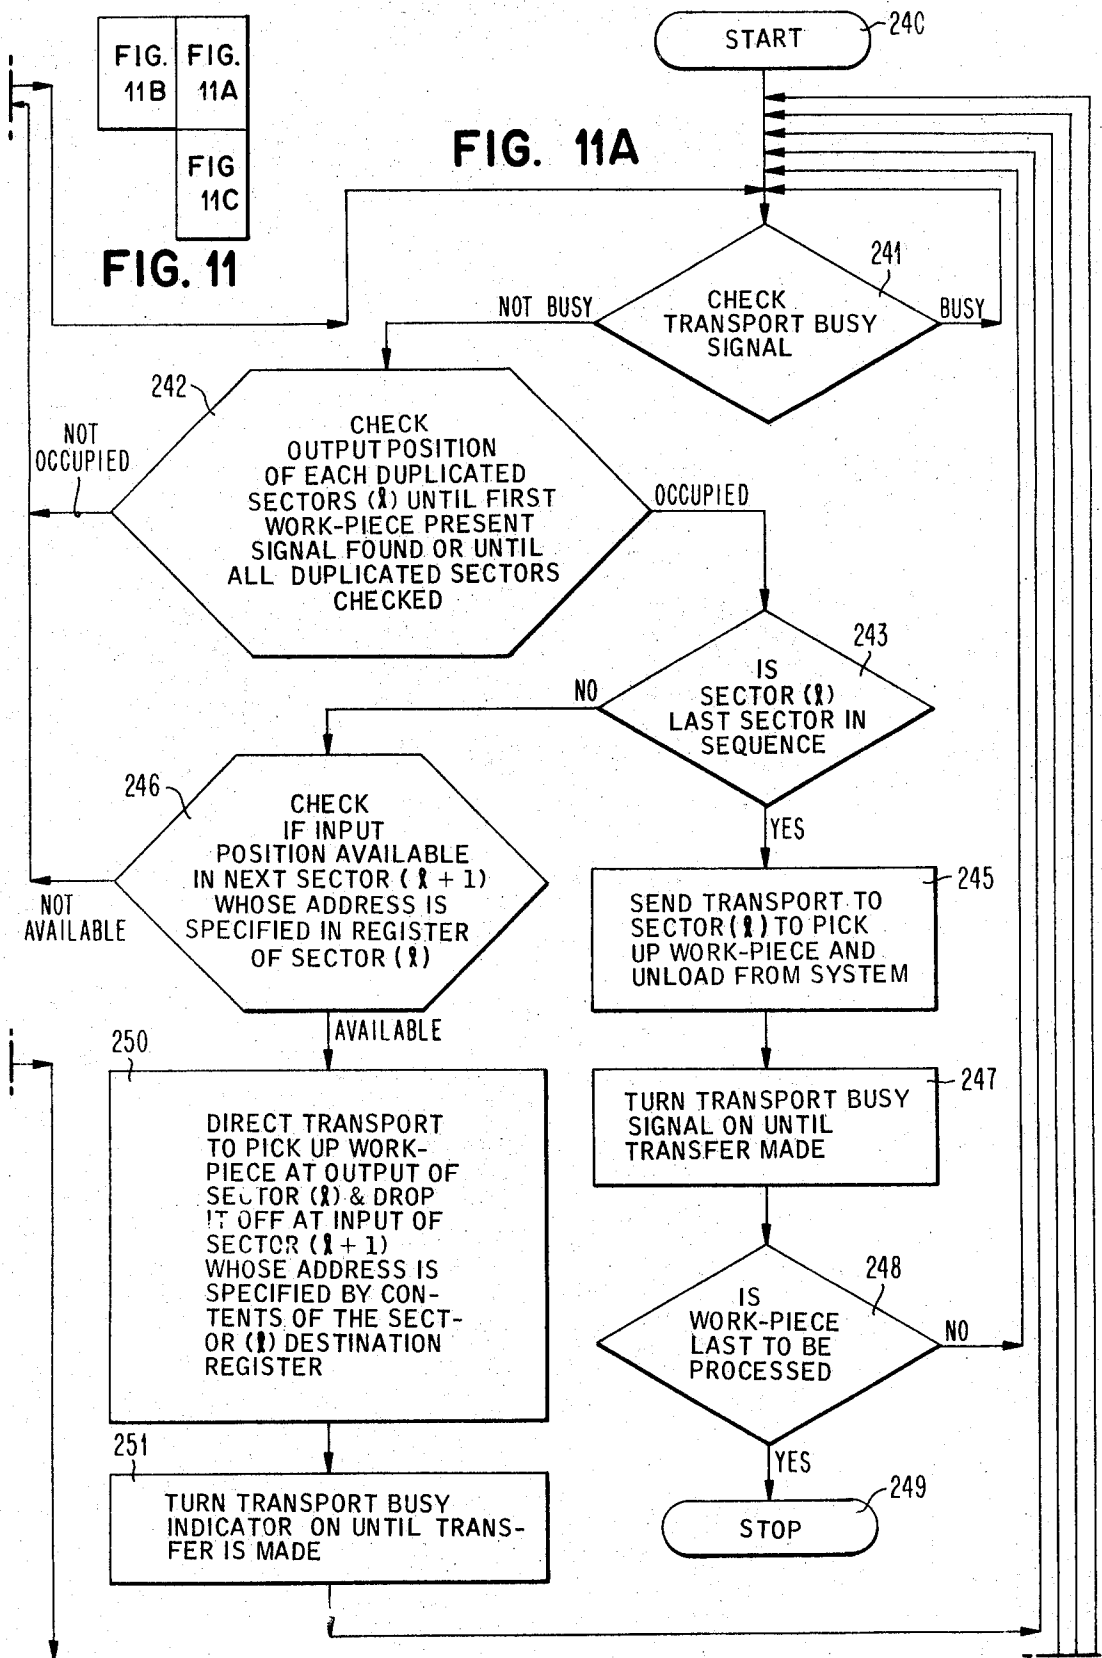 FIG. 11B
FIG. 11A
FIG 11C
FIG. 11
FIG. 11A
START
240
241
CHECK
TRANSPORT BUSY
SIGNAL
NOT BUSY
BUSY
242
CHECK
OUTPUT POSITION
OF EACH DUPLICATED
SECTORS (ℓ) UNTIL FIRST
WORK-PIECE PRESENT
SIGNAL FOUND OR UNTIL
ALL DUPLICATED SECTORS
CHECKED
NOT
OCCUPIED
OCCUPIED
243
IS
SECTOR (ℓ)
LAST SECTOR IN
SEQUENCE
NO
YES
246
CHECK
IF INPUT
POSITION AVAILABLE
IN NEXT SECTOR (ℓ + 1)
WHOSE ADDRESS IS
SPECIFIED IN REGISTER
OF SECTOR (ℓ)
NOT
AVAILABLE
AVAILABLE
245
SEND TRANSPORT TO
SECTOR (ℓ) TO PICK
UP WORK-PIECE AND
UNLOAD FROM SYSTEM
247
TURN TRANSPORT BUSY
SIGNAL ON UNTIL
TRANSFER MADE
250
DIRECT TRANSPORT
TO PICK UP WORK-
PIECE AT OUTPUT OF
SECTOR (ℓ) & DROP
IT OFF AT INPUT OF
SECTOR (ℓ + 1)
WHOSE ADDRESS IS
SPECIFIED BY CON-
TENTS OF THE SECT-
OR (ℓ) DESTINATION
REGISTER
248
IS
WORK-PIECE
LAST TO BE
PROCESSED
NO
YES
251
TURN TRANSPORT BUSY
INDICATOR ON UNTIL TRANS-
FER IS MADE
249
STOP